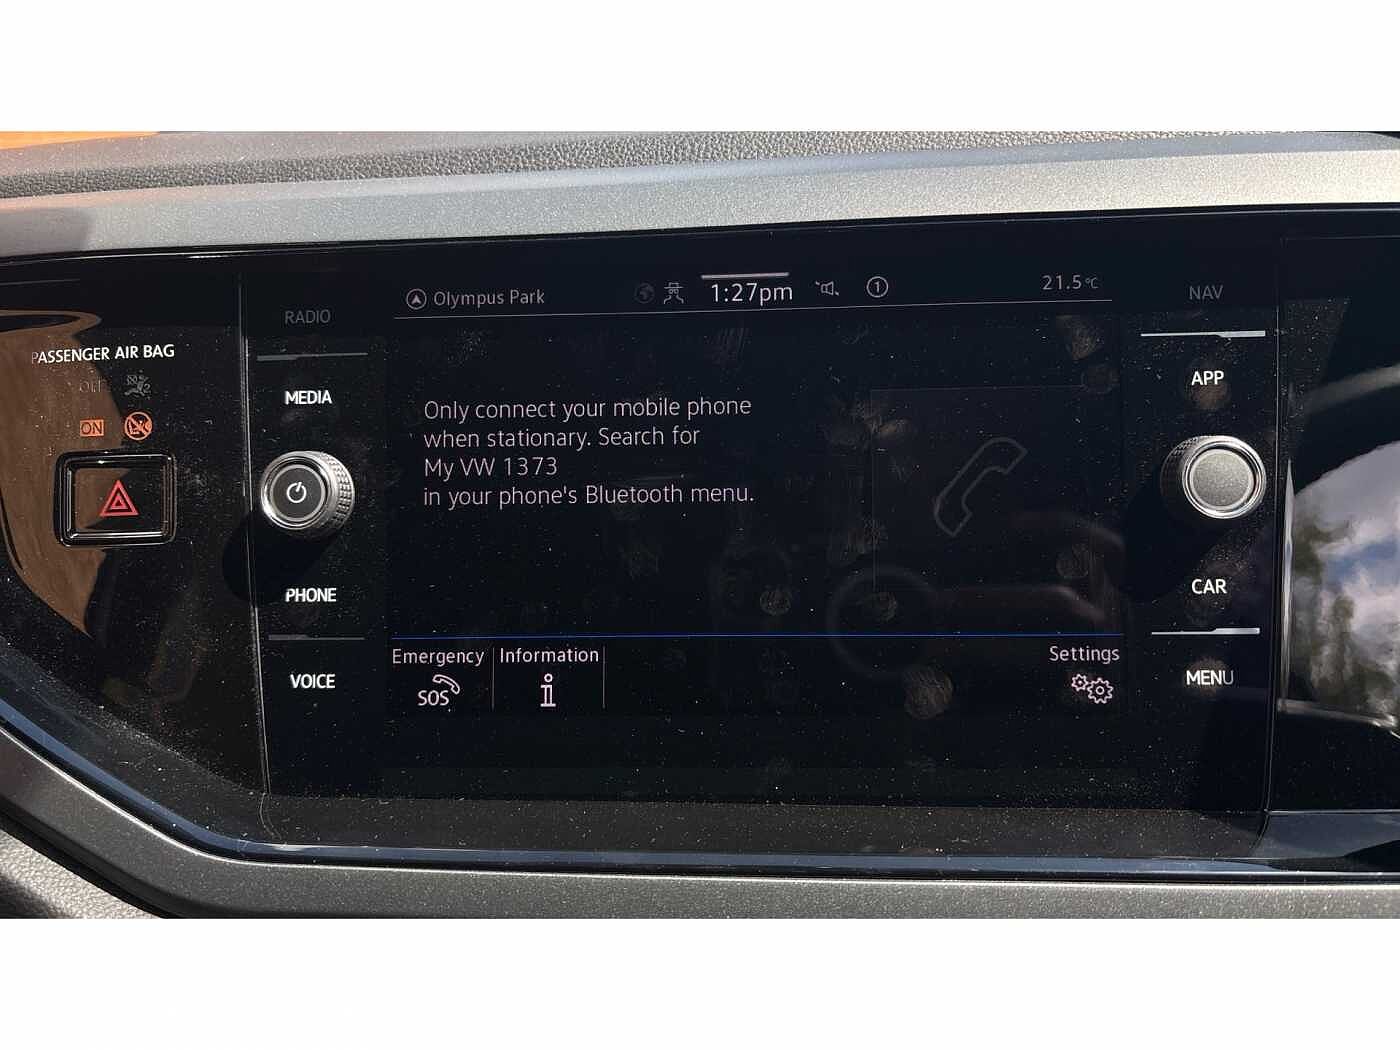 Olympus Park
1:27pm
1
21.5°C
RADIO
NAV
PASSENGER AIR BAG
OFF
ON
MEDIA
APP
Only connect your mobile phone
when stationary. Search for
My VW 1373
in your phone's Bluetooth menu.
PHONE
CAR
VOICE
MENU
Emergency
SOS
Information
i
Settings